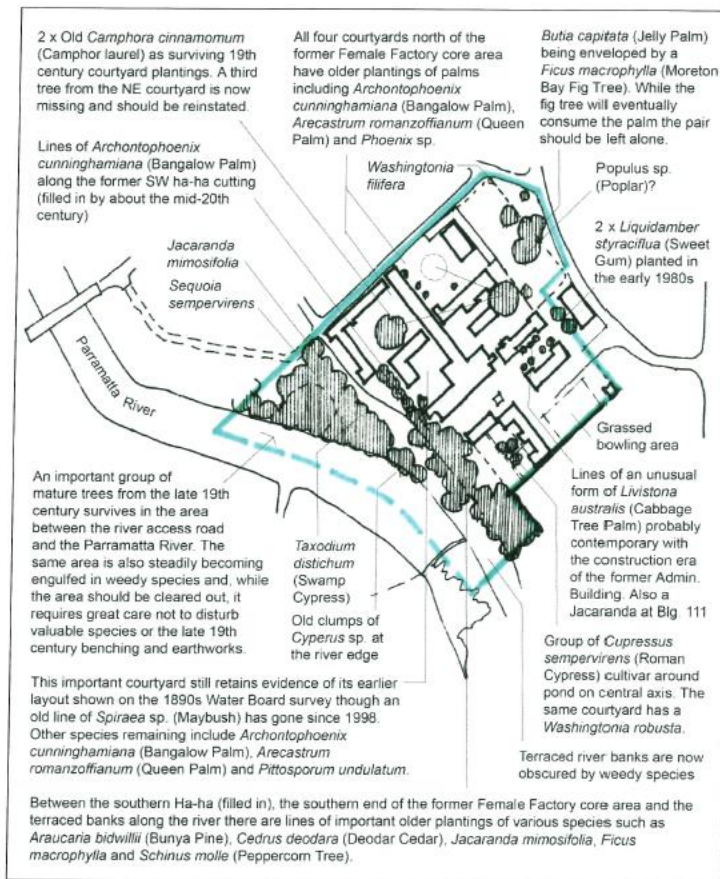 2 x Old Camphora cinnamomum
(Camphor laurel) as surviving 19th
century courtyard plantings. A third
tree from the NE courtyard is now
missing and should be reinstated.
All four courtyards north of the
former Female Factory core area
have older plantings of palms
including Archontophoenix
cunninghamiana (Bangalow Palm),
Arecastrum romanzoffianum (Queen
Palm) and Phoenix sp.
Butia capitata (Jelly Palm)
being enveloped by a
Ficus macrophylla (Moreton
Bay Fig Tree). While the
fig tree will eventually
consume the palm the pair
should be left alone.
Lines of Archontophoenix
cunninghamiana (Bangalow Palm)
along the former SW ha-ha cutting
(filled in by about the mid-20th
century)
Washingtonia
filifera
Populus sp.
(Poplar)?
2 x Liquidamber
styraciflua (Sweet
Gum) planted in
the early 1980s
Jacaranda
mimosifolia
Sequoia
sempervirens
Parramatta River
Grassed
bowling area
An important group of
mature trees from the late 19th
century survives in the area
between the river access road
and the Parramatta River. The
same area is also steadily becoming
engulfed in weedy species and, while
the area should be cleared out, it
requires great care not to disturb
valuable species or the late 19th
century benching and earthworks.
Taxodium
distichum
(Swamp
Cypress)
Old clumps of
Cyperus sp. at
the river edge
Lines of an unusual
form of Livistona
australis (Cabbage
Tree Palm) probably
contemporary with
the construction era
of the former Admin.
Building. Also a
Jacaranda at Blg. 111
Group of Cupressus
sempervirens (Roman
Cypress) cultivar around
pond on central axis. The
same courtyard has a
Washingtonia robusta.
This important courtyard still retains evidence of its earlier
layout shown on the 1890s Water Board survey though an
old line of Spiraea sp. (Maybush) has gone since 1998.
Other species remaining include Archontophoenix
cunninghamiana (Bangalow Palm), Arecastrum
romanzoffianum (Queen Palm) and Pittosporum undulatum.
Terraced river banks are now
obscured by weedy species
Between the southern Ha-ha (filled in), the southern end of the former Female Factory core area and the
terraced banks along the river there are lines of important older plantings of various species such as
Araucaria bidwillii (Bunya Pine), Cedrus deodara (Deodar Cedar), Jacaranda mimosifolia, Ficus
macrophylla and Schinus molle (Peppercorn Tree).